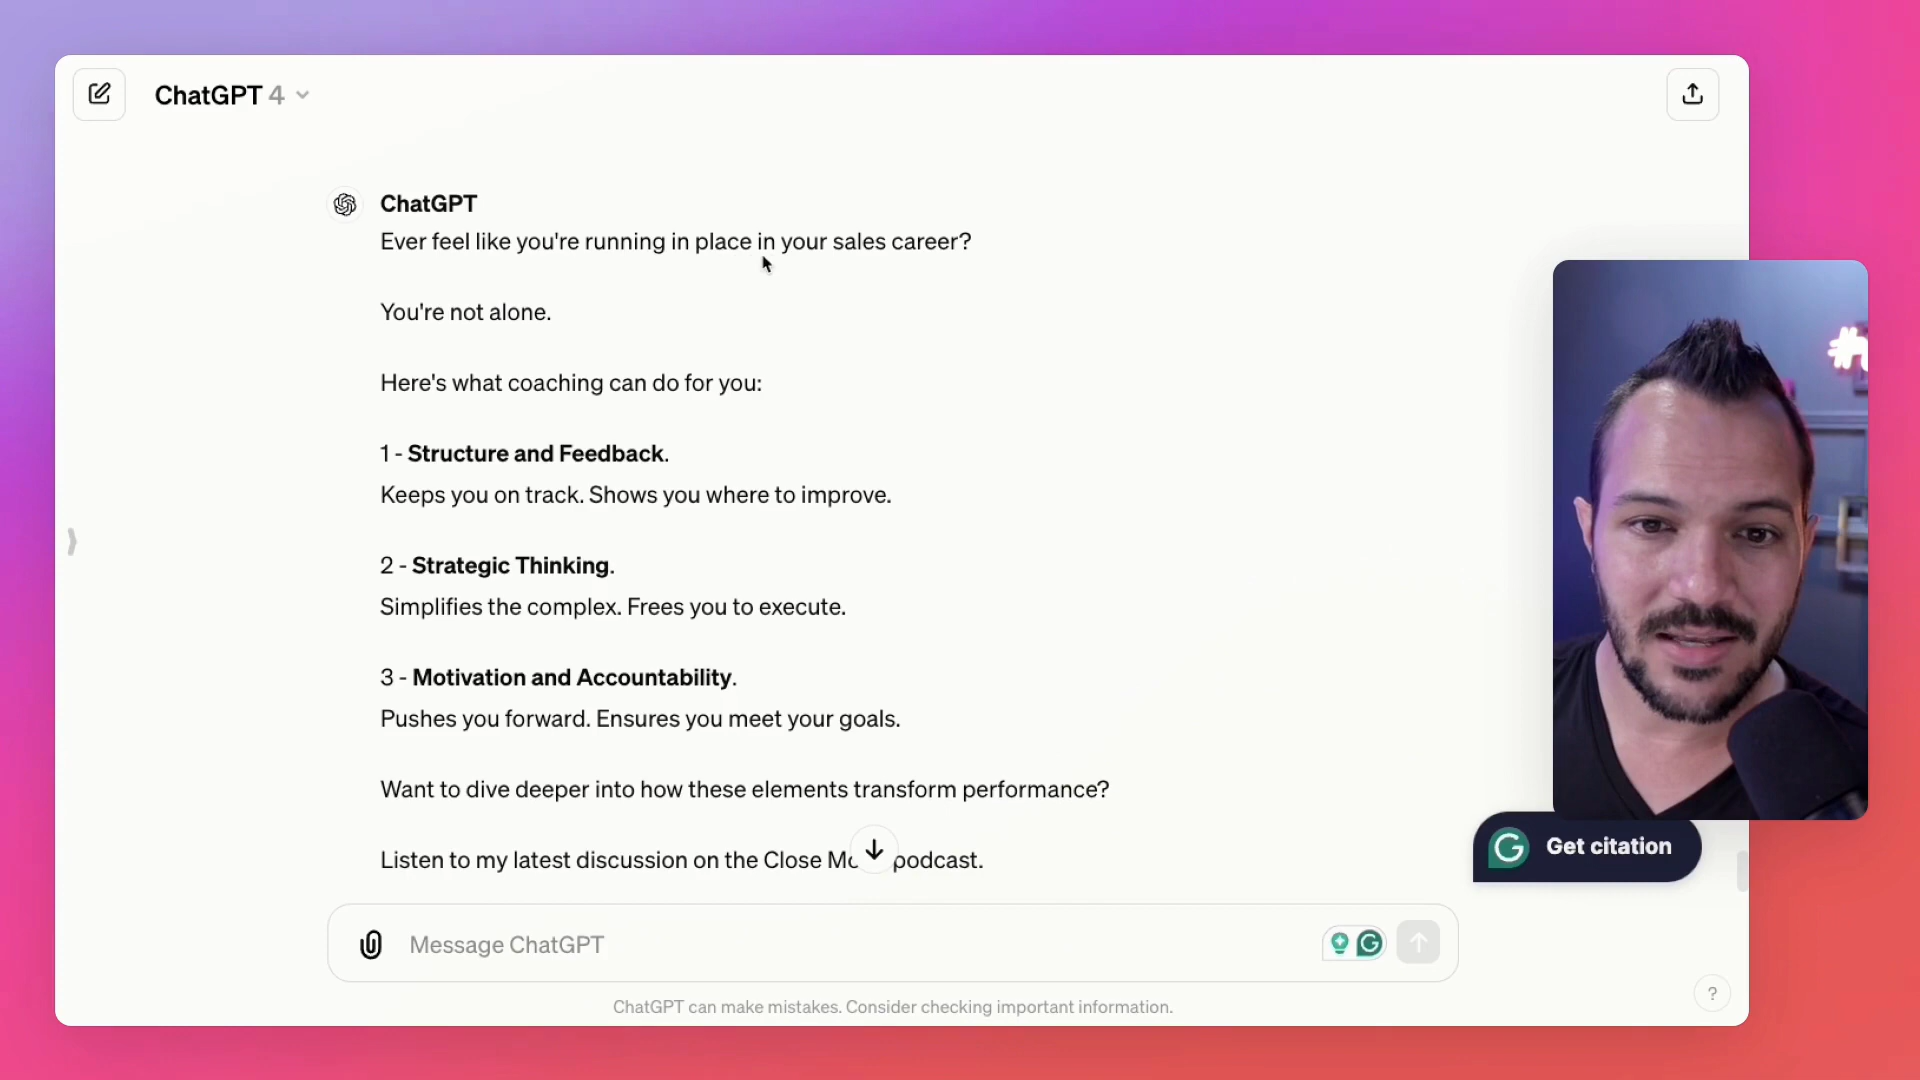 ChatGPT 4
ChatGPT
Ever feel like you're running in place in your sales career?
You're not alone.
Here's what coaching can do for you:
1 - Structure and Feedback.
Keeps you on track. Shows you where to improve.
2 - Strategic Thinking.
Simplifies the complex. Frees you to execute.
3 - Motivation and Accountability.
Pushes you forward. Ensures you meet your goals.
Want to dive deeper into how these elements transform performance?
Listen to my latest discussion on the Close podcast.
Get citation
Message ChatGPT
ChatGPT can make mistakes. Consider checking important information.
?